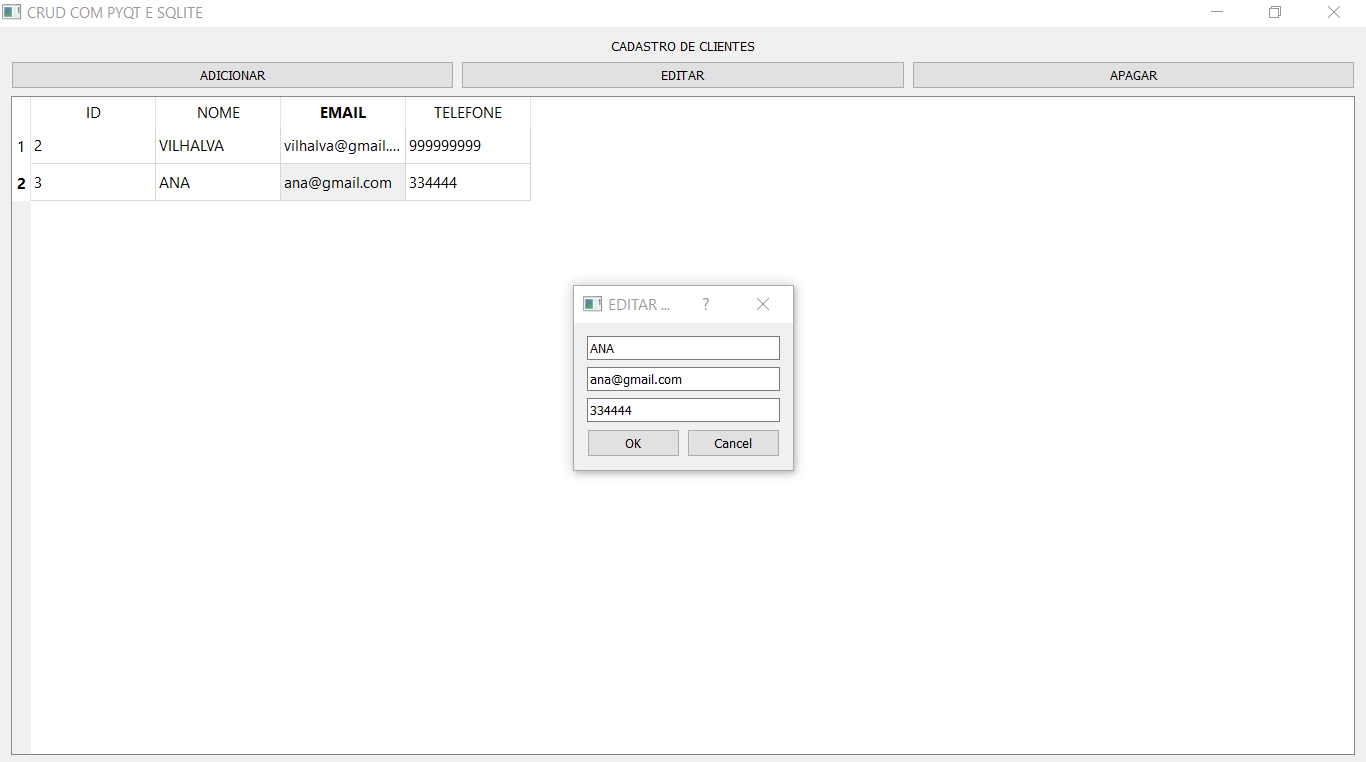 CRUD COM PYQT E SQLITE
CADASTRO DE CLIENTES
ADICIONAR EDITAR APAGAR
ID NOME EMAIL TELEFONE
1 2 VILHALVA vilhalva@gmail.... 999999999
2 3 ANA ana@gmail.com 334444
EDITAR ... ?
ANA
ana@gmail.com
334444
OK Cancel